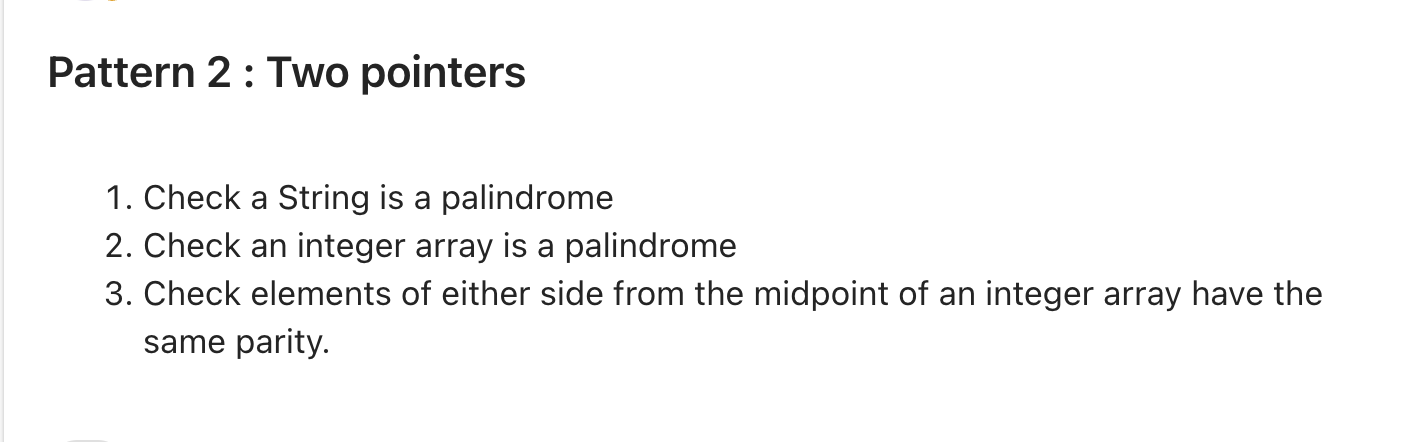 Pattern 2 : Two pointers
1. Check a String is a palindrome
2. Check an integer array is a palindrome
3. Check elements of either side from the midpoint of an integer array have the
same parity.